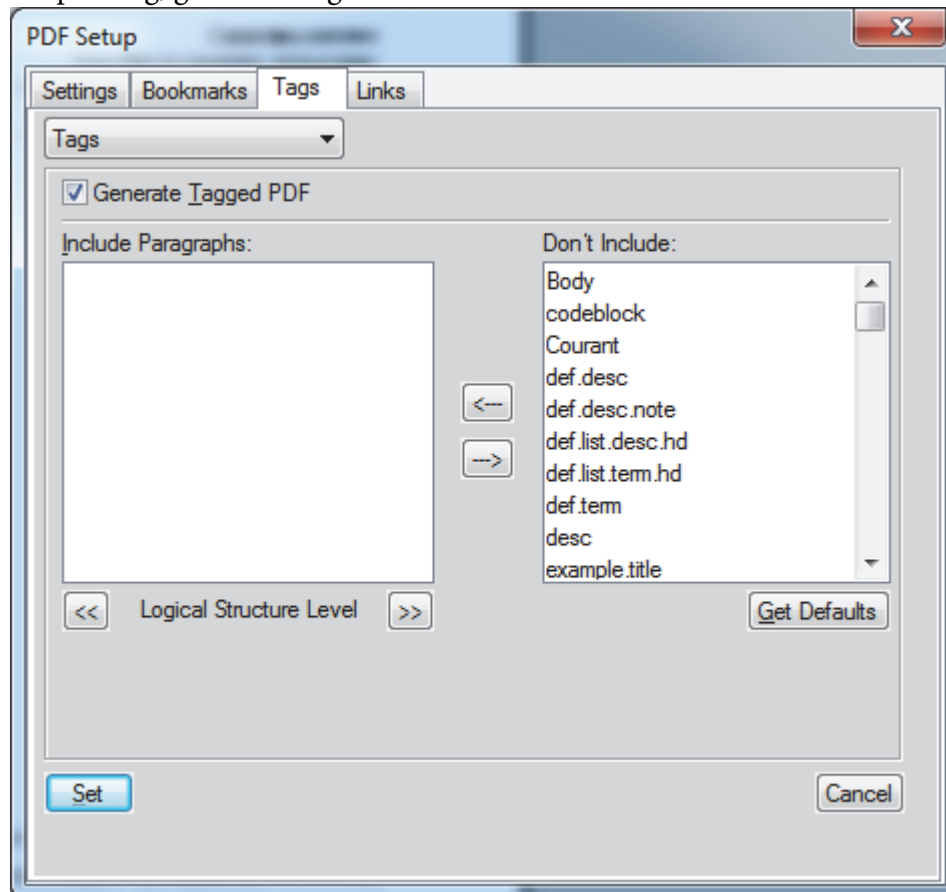 PDF Setup
x
Settings Bookmarks Tags Links
Tags
Generate Tagged PDF
Include Paragraphs: Don't Include:
Body
codeblock
Courant
def.desc
<--- def.desc.note
def.list.desc.hd
---> def.list.term.hd
def.term
desc
example.title
<< Logical Structure Level >> Get Defaults
Set Cancel